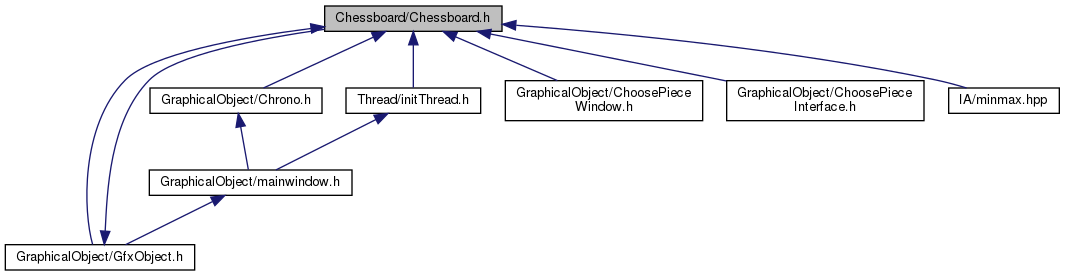 Chessboard/Chessboard.h
GraphicalObject/Chrono.h
Thread/initThread.h
GraphicalObject/ChoosePiece
Window.h
GraphicalObject/ChoosePiece
Interface.h
IA/minmax.hpp
GraphicalObject/mainwindow.h
GraphicalObject/GfxObject.h